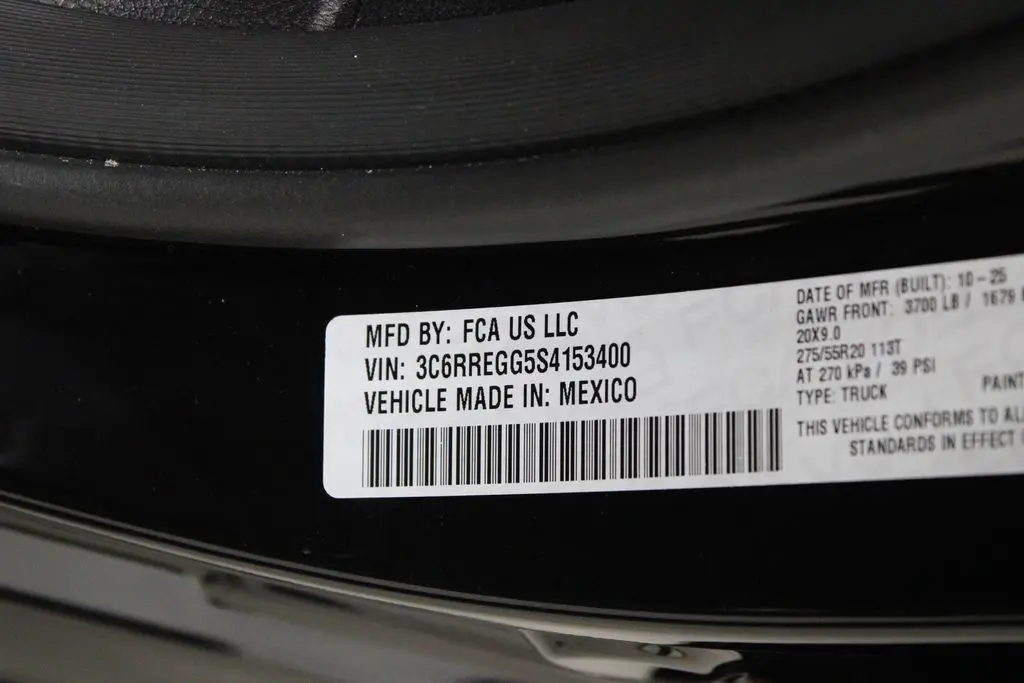 MFD BY: FCA US LLC
VIN: 3C6RREGG5S4153400
VEHICLE MADE IN: MEXICO
DATE OF MFR (BUILT): 10-25
GAWR FRONT: 3700 LB / 1679
20X9.0
275/55R20 113T
AT 270 kPa / 39 PSI
TYPE: TRUCK
PAINT
THIS VEHICLE CONFORMS TO AL
STANDARDS IN EFFECT